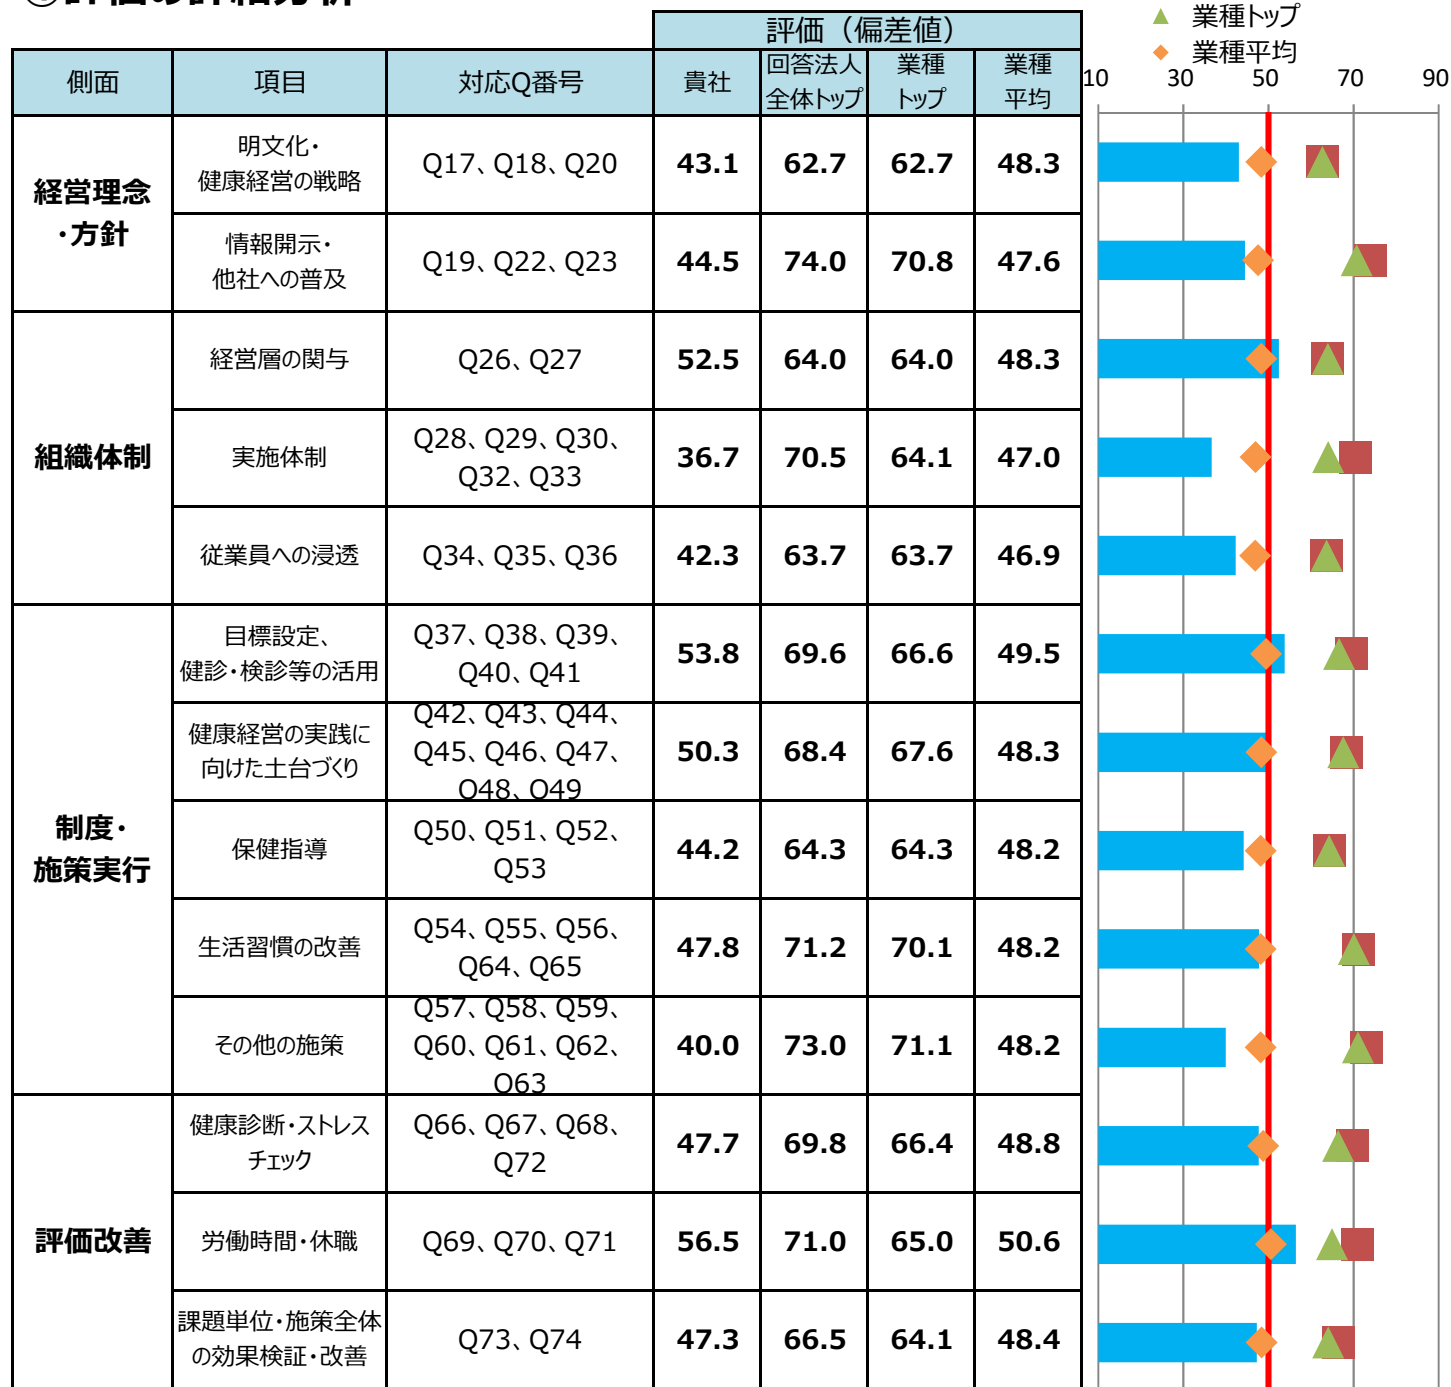 評価（偏差値）
▲ 業種トップ
◆ 業種平均
側面 項目 対応Q番号 貴社 回答法人 業種 業種
全体トップ トップ 平均
10 30 50 70 90
経営理念
・方針
明文化・
健康経営の戦略
Q17、Q18、Q20 43.1 62.7 62.7 48.3
情報開示・
他社への普及
Q19、Q22、Q23 44.5 74.0 70.8 47.6
組織体制
経営層の関与 Q26、Q27 52.5 64.0 64.0 48.3
実施体制
Q28、Q29、Q30、
Q32、Q33
36.7 70.5 64.1 47.0
従業員への浸透 Q34、Q35、Q36 42.3 63.7 63.7 46.9
制度・
施策実行
目標設定、
健診・検診等の活用
Q37、Q38、Q39、
Q40、Q41
53.8 69.6 66.6 49.5
健康経営の実践に
向けた土台づくり
Q42、Q43、Q44、
Q45、Q46、Q47、
Q48、Q49
50.3 68.4 67.6 48.3
保健指導
Q50、Q51、Q52、
Q53
44.2 64.3 64.3 48.2
生活習慣の改善
Q54、Q55、Q56、
Q64、Q65
47.8 71.2 70.1 48.2
その他の施策
Q57、Q58、Q59、
Q60、Q61、Q62、
Q63
40.0 73.0 71.1 48.2
評価改善
健康診断・ストレス
チェック
Q66、Q67、Q68、
Q72
47.7 69.8 66.4 48.8
労働時間・休職 Q69、Q70、Q71 56.5 71.0 65.0 50.6
課題単位・施策全体
の効果検証・改善
Q73、Q74 47.3 66.5 64.1 48.4